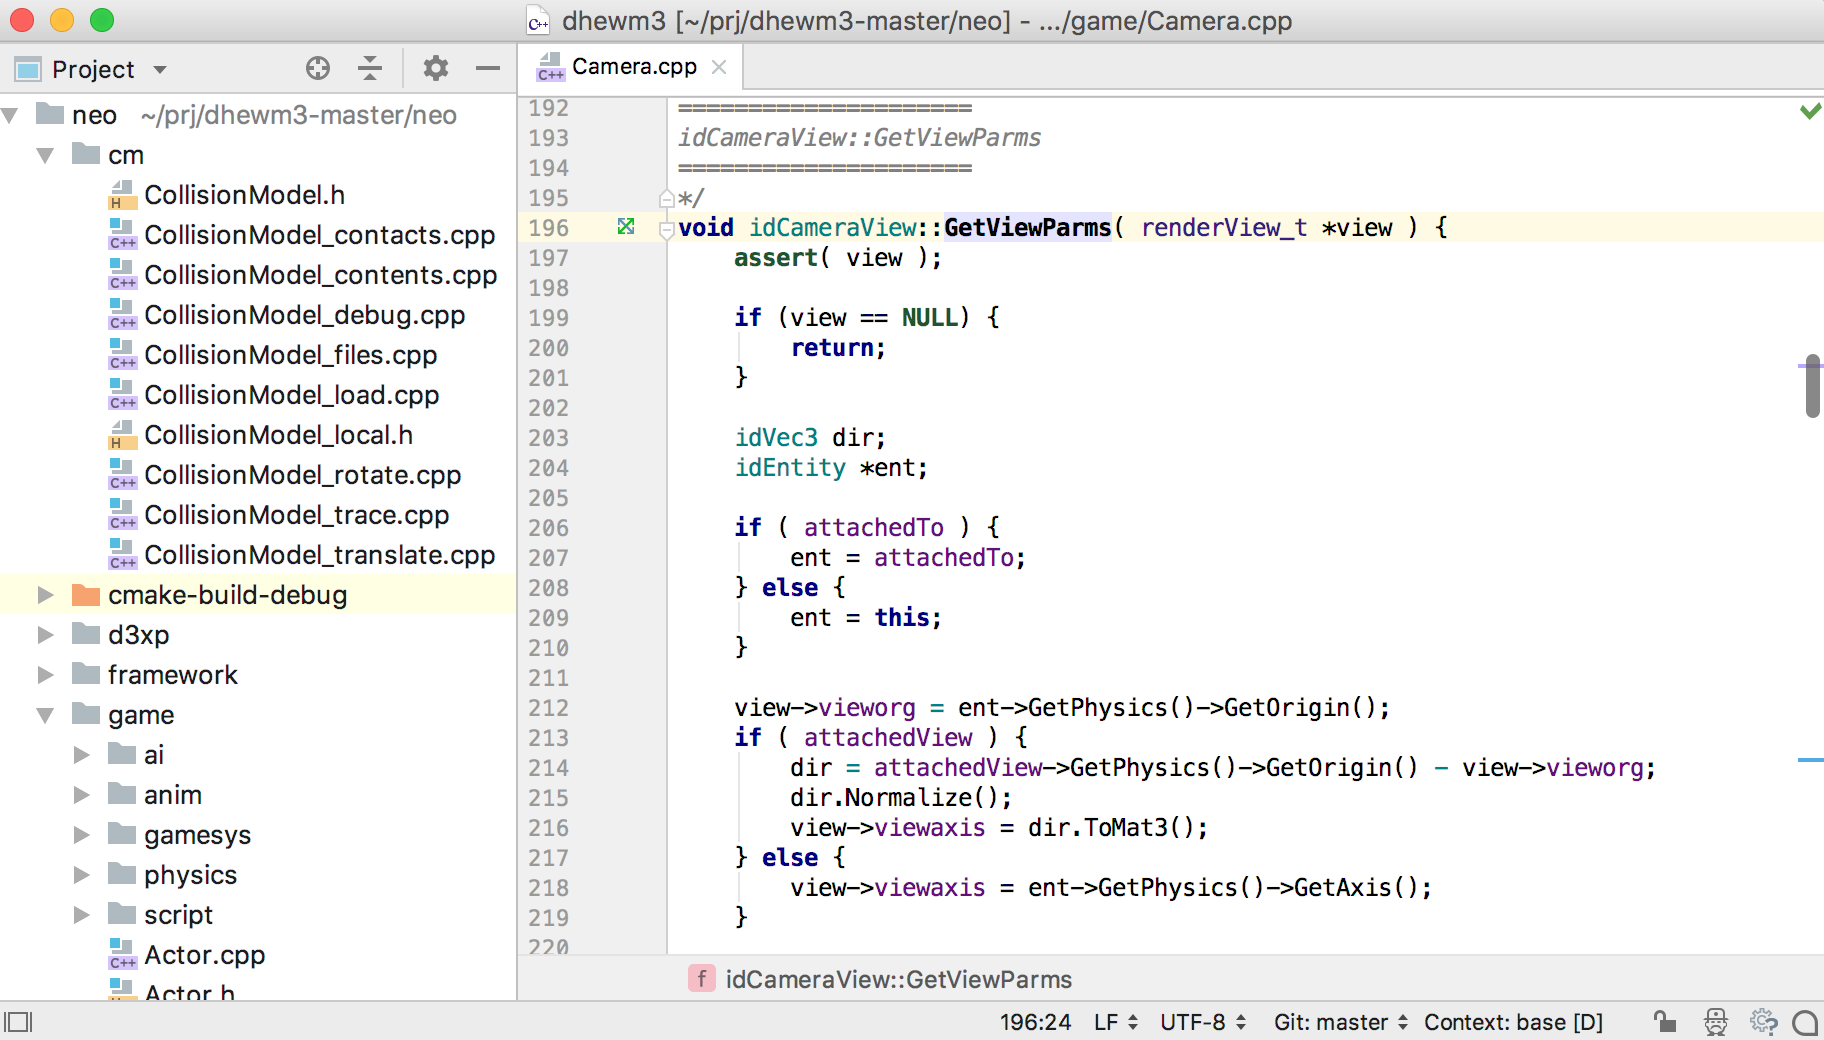 dhewm3 [~/prj/dhewm3-master/neo] - .../game/Camera.cpp
Project
neo ~/prj/dhewm3-master/neo
cm
CollisionModel.h
CollisionModel_contacts.cpp
CollisionModel_contents.cpp
CollisionModel_debug.cpp
CollisionModel_files.cpp
CollisionModel_load.cpp
CollisionModel_local.h
CollisionModel_rotate.cpp
CollisionModel_trace.cpp
CollisionModel_translate.cpp
cmake-build-debug
d3xp
framework
game
ai
anim
gamesys
physics
script
Actor.cpp
Actor.h
Camera.cpp
192 =====================
193 idCameraView::GetViewParms
194 =====================
195 */
196 void idCameraView::GetViewParms( renderView_t *view ) {
197     assert( view );
198
199     if (view == NULL) {
200         return;
201     }
202
203     idVec3 dir;
204     idEntity *ent;
205
206     if ( attachedTo ) {
207         ent = attachedTo;
208     } else {
209         ent = this;
210     }
211
212     view->vieworg = ent->GetPhysics()->GetOrigin();
213     if ( attachedView ) {
214         dir = attachedView->GetPhysics()->GetOrigin() - view->vieworg;
215         dir.Normalize();
216         view->viewaxis = dir.ToMat3();
217     } else {
218         view->viewaxis = ent->GetPhysics()->GetAxis();
219     }
220
f idCameraView::GetViewParms
196:24 LF UTF-8 Git: master Context: base [D]